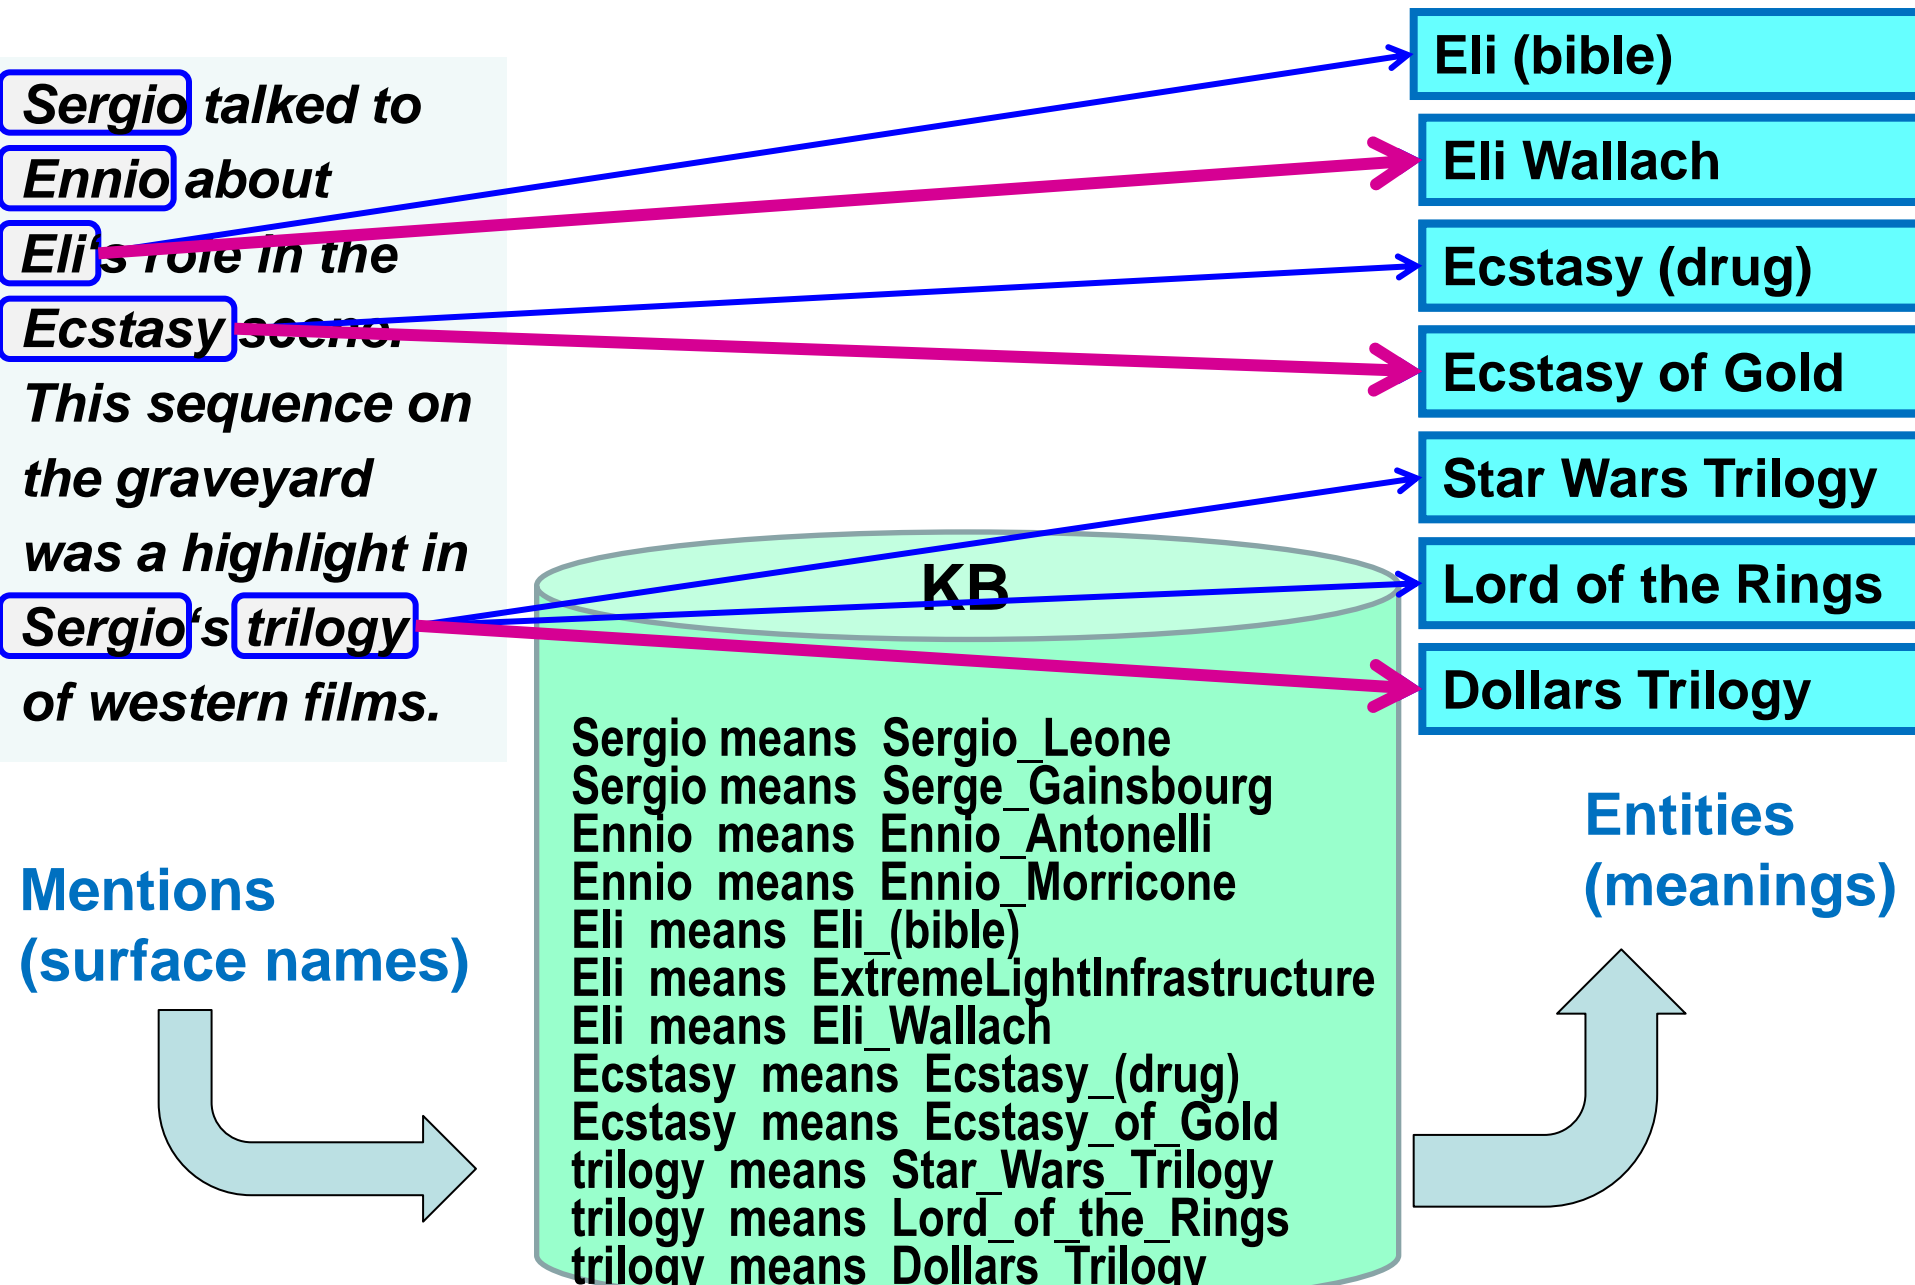 Sergio talked to
Ennio about
Eli‘s role in the
Ecstasy scene.
This sequence on
the graveyard
was a highlight in
Sergio‘s trilogy
of western films.
Mentions
(surface names)
KB
Sergio means Sergio_Leone
Sergio means Serge_Gainsbourg
Ennio means Ennio_Antonelli
Ennio means Ennio_Morricone
Eli means Eli_(bible)
Eli means ExtremeLightInfrastructure
Eli means Eli_Wallach
Ecstasy means Ecstasy_(drug)
Ecstasy means Ecstasy_of_Gold
trilogy means Star_Wars_Trilogy
trilogy means Lord_of_the_Rings
trilogy means Dollars_Trilogy
Eli (bible)
Eli Wallach
Ecstasy (drug)
Ecstasy of Gold
Star Wars Trilogy
Lord of the Rings
Dollars Trilogy
Entities
(meanings)